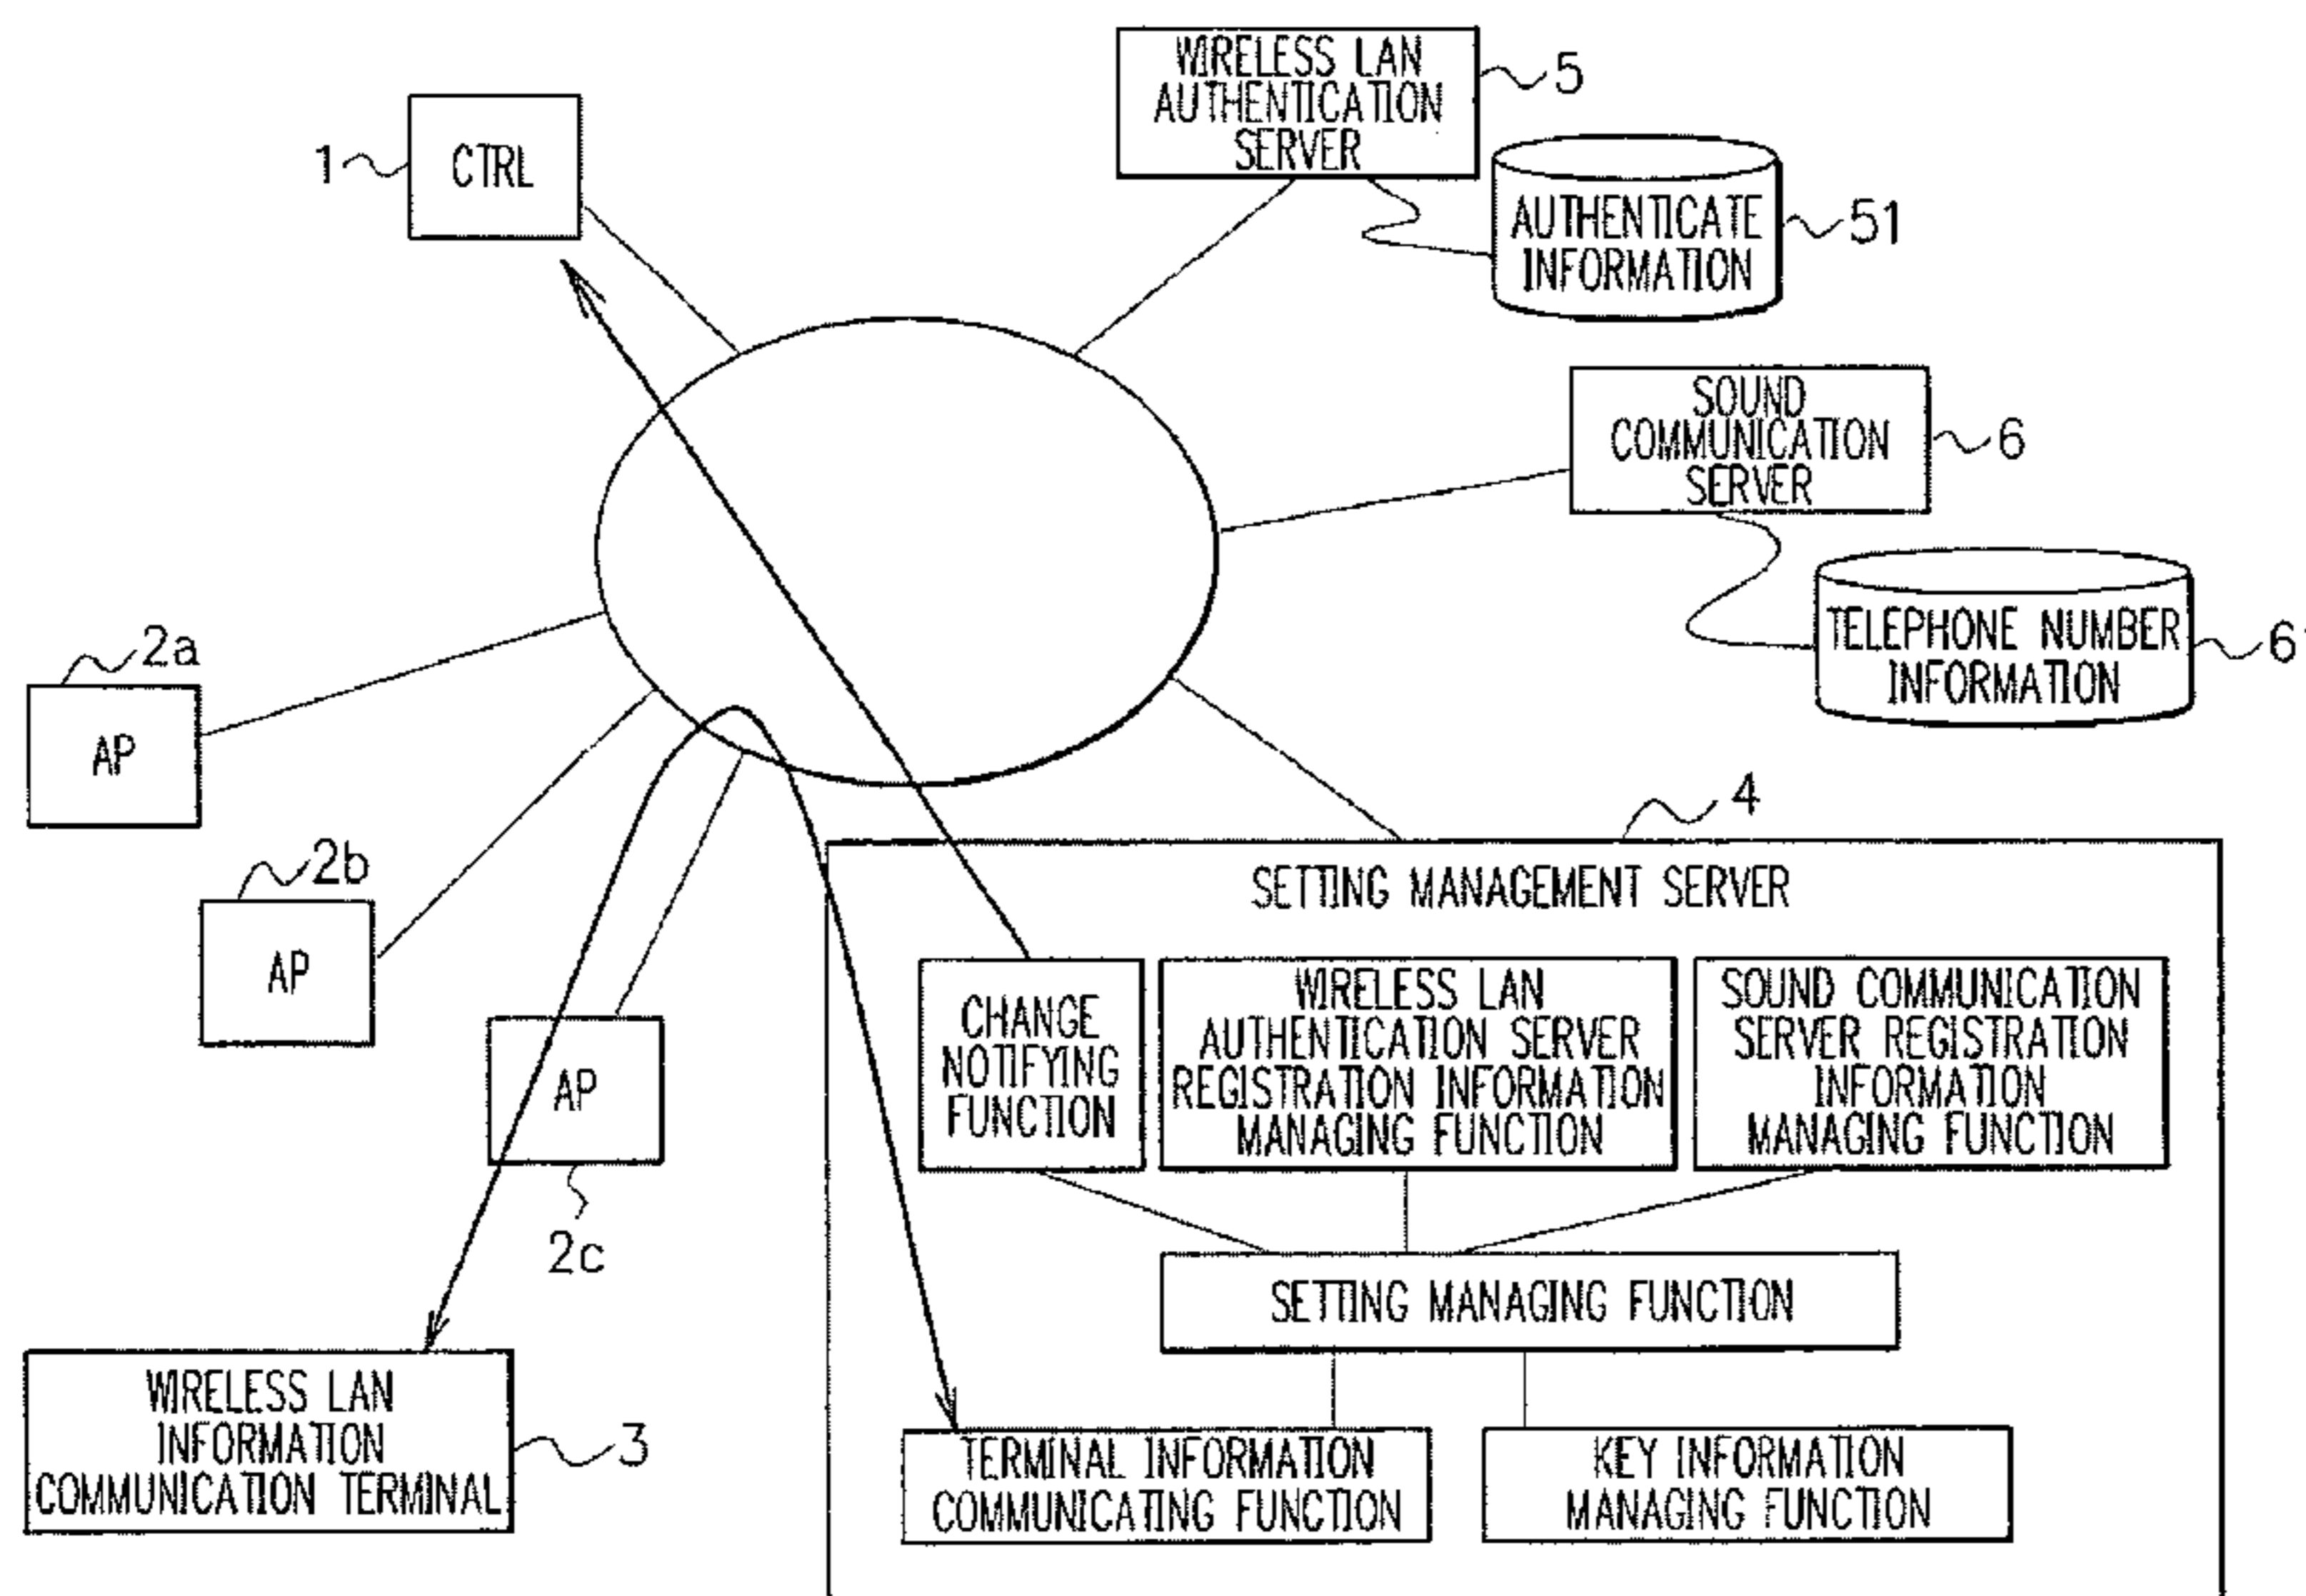 WIRELESS LAN
AUTHENTICATION
SERVER
5
1
CTRL
AUTHENTICATE
INFORMATION
51
SOUND
COMMUNICATION
SERVER
6
TELEPHONE NUMBER
INFORMATION
6
2a
AP
2b
AP
AP
2c
4
SETTING MANAGEMENT SERVER
CHANGE
NOTIFYING
FUNCTION
WIRELESS LAN
AUTHENTICATION SERVER
REGISTRATION INFORMATION
MANAGING FUNCTION
SOUND COMMUNICATION
SERVER REGISTRATION
INFORMATION
MANAGING FUNCTION
SETTING MANAGING FUNCTION
WIRELESS LAN
INFORMATION
COMMUNICATION TERMINAL
3
TERMINAL INFORMATION
COMMUNICATING FUNCTION
KEY INFORMATION
MANAGING FUNCTION